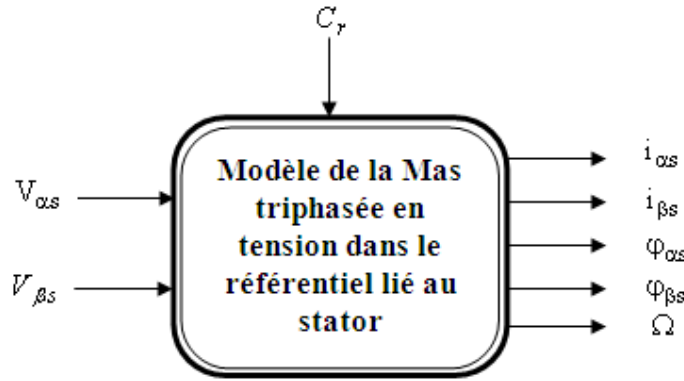 C_r
V_αs
V_βs
Modèle de la Mas
triphasée en
tension dans le
référentiel lié au
stator
i_αs
i_βs
φ_αs
φ_βs
Ω